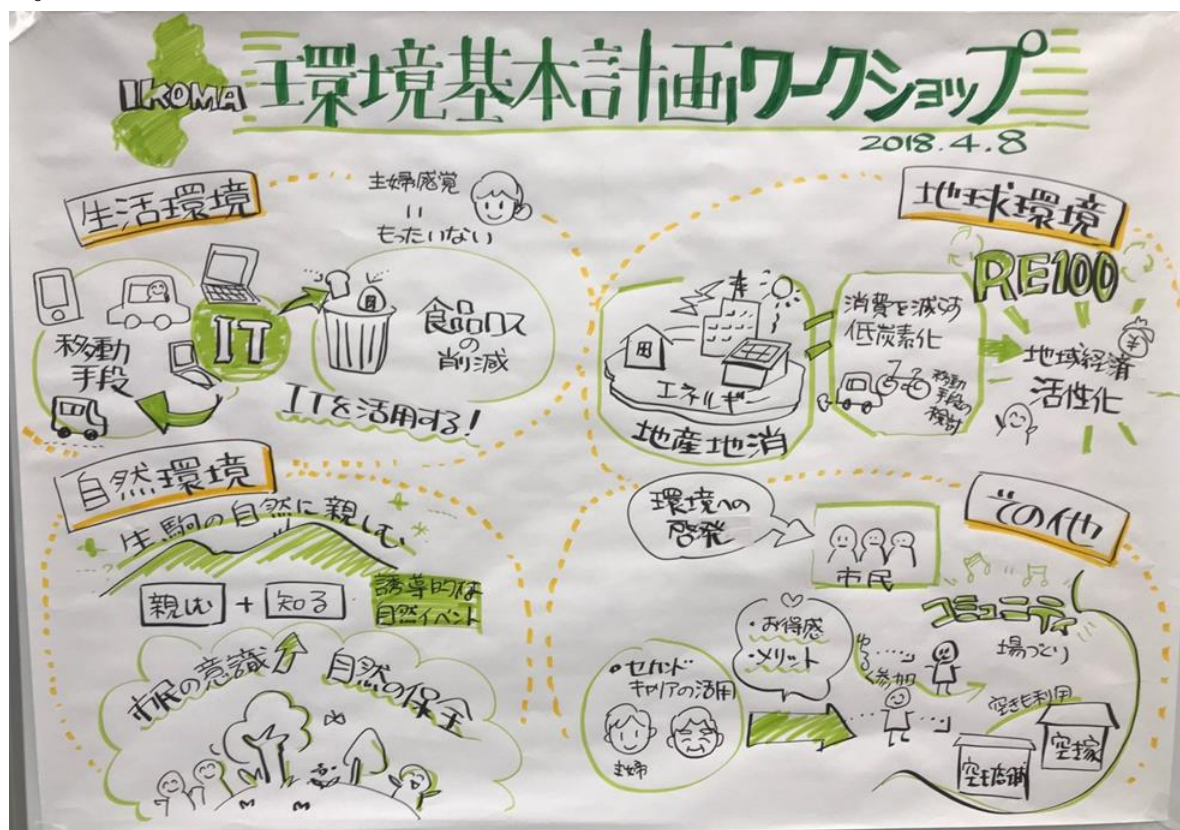 IKOMA
環境基本計画ワークショップ
2018.4.8
生活環境
主婦感覚
=
もったいない
移動
手段
IT
食品ロス
の
削減
ITを活用する!
地球環境
RE100
エネルギー
地産地消
消費を減らす
低炭素化
移動
手段の
検討
地域経済
活性化
¥
自然環境
生駒の自然に親しむ
親しむ + 知る
誘導的な
自然イベント
市民の意識
自然の保全
その他
環境への
啓発
市民
コミュニティ
場づくり
・セカンド
キャリアの活用
主婦
・お得感
・メリット
ゆるく参加
空きも利用
空き店舗
空き家